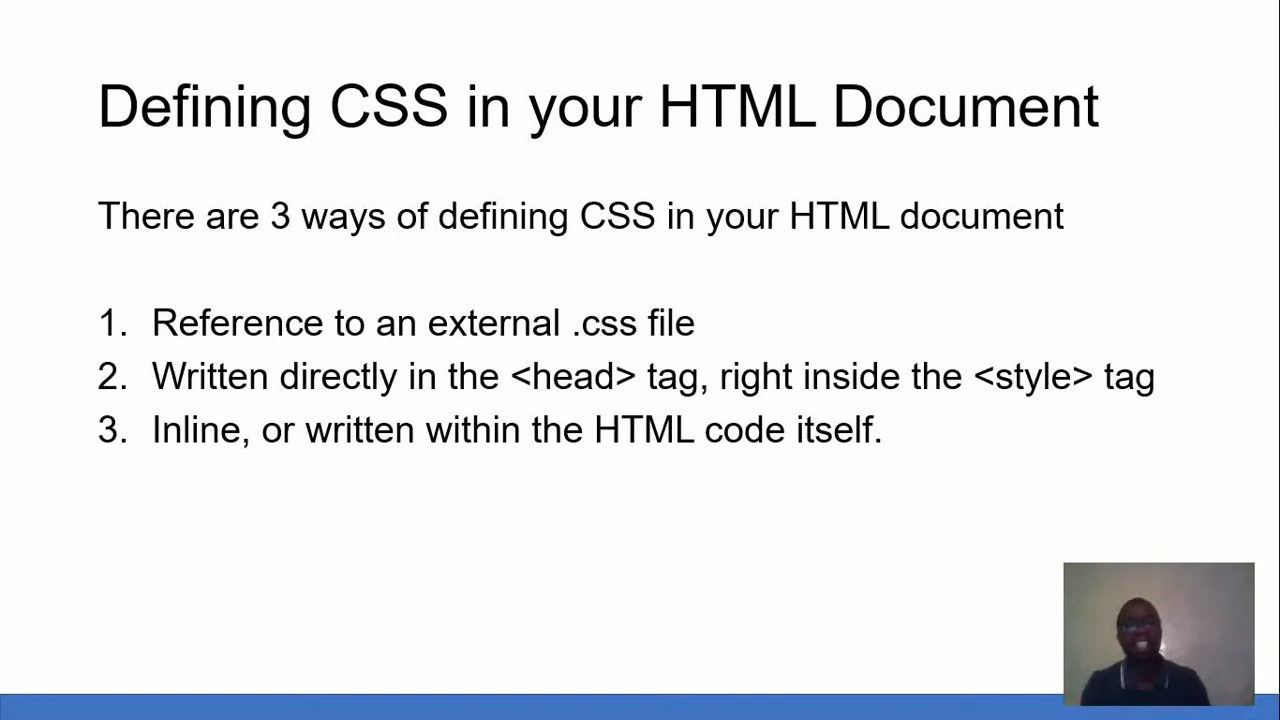 Defining CSS in your HTML Document
There are 3 ways of defining CSS in your HTML document
1. Reference to an external .css file
2. Written directly in the <head> tag, right inside the <style> tag
3. Inline, or written within the HTML code itself.